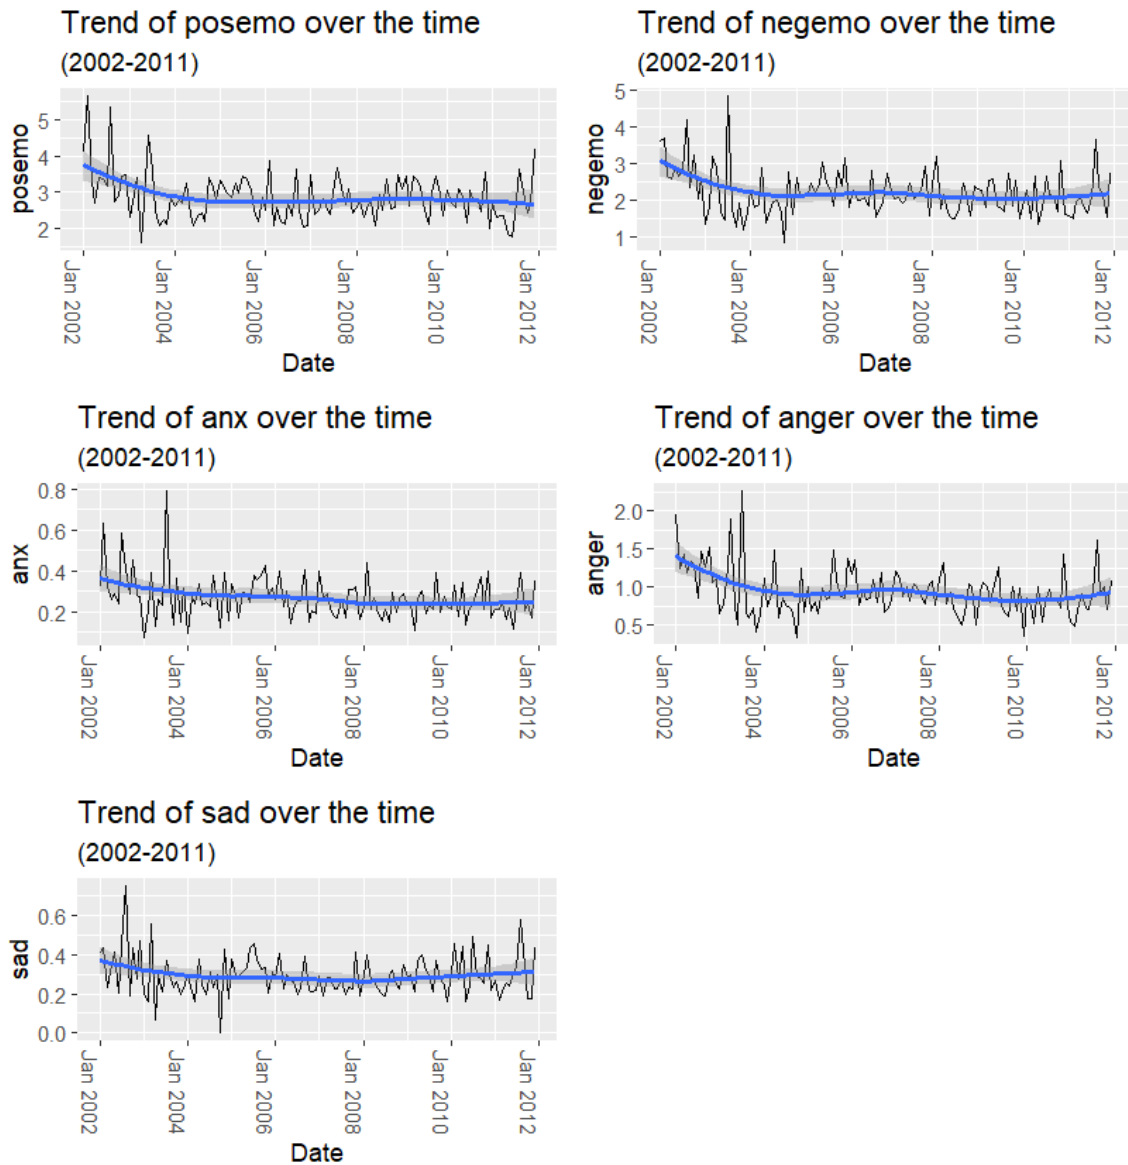 Trend of posemo over the time
(2002-2011)
posemo
5
4
3
2
Jan 2002
Jan 2004
Jan 2006
Jan 2008
Jan 2010
Jan 2012
Date
Trend of negemo over the time
(2002-2011)
negemo
5
4
3
2
1
Jan 2002
Jan 2004
Jan 2006
Jan 2008
Jan 2010
Jan 2012
Date
Trend of anx over the time
(2002-2011)
anx
0.8
0.6
0.4
0.2
Jan 2002
Jan 2004
Jan 2006
Jan 2008
Jan 2010
Jan 2012
Date
Trend of anger over the time
(2002-2011)
anger
2.0
1.5
1.0
0.5
Jan 2002
Jan 2004
Jan 2006
Jan 2008
Jan 2010
Jan 2012
Date
Trend of sad over the time
(2002-2011)
sad
0.6
0.4
0.2
0.0
Jan 2002
Jan 2004
Jan 2006
Jan 2008
Jan 2010
Jan 2012
Date